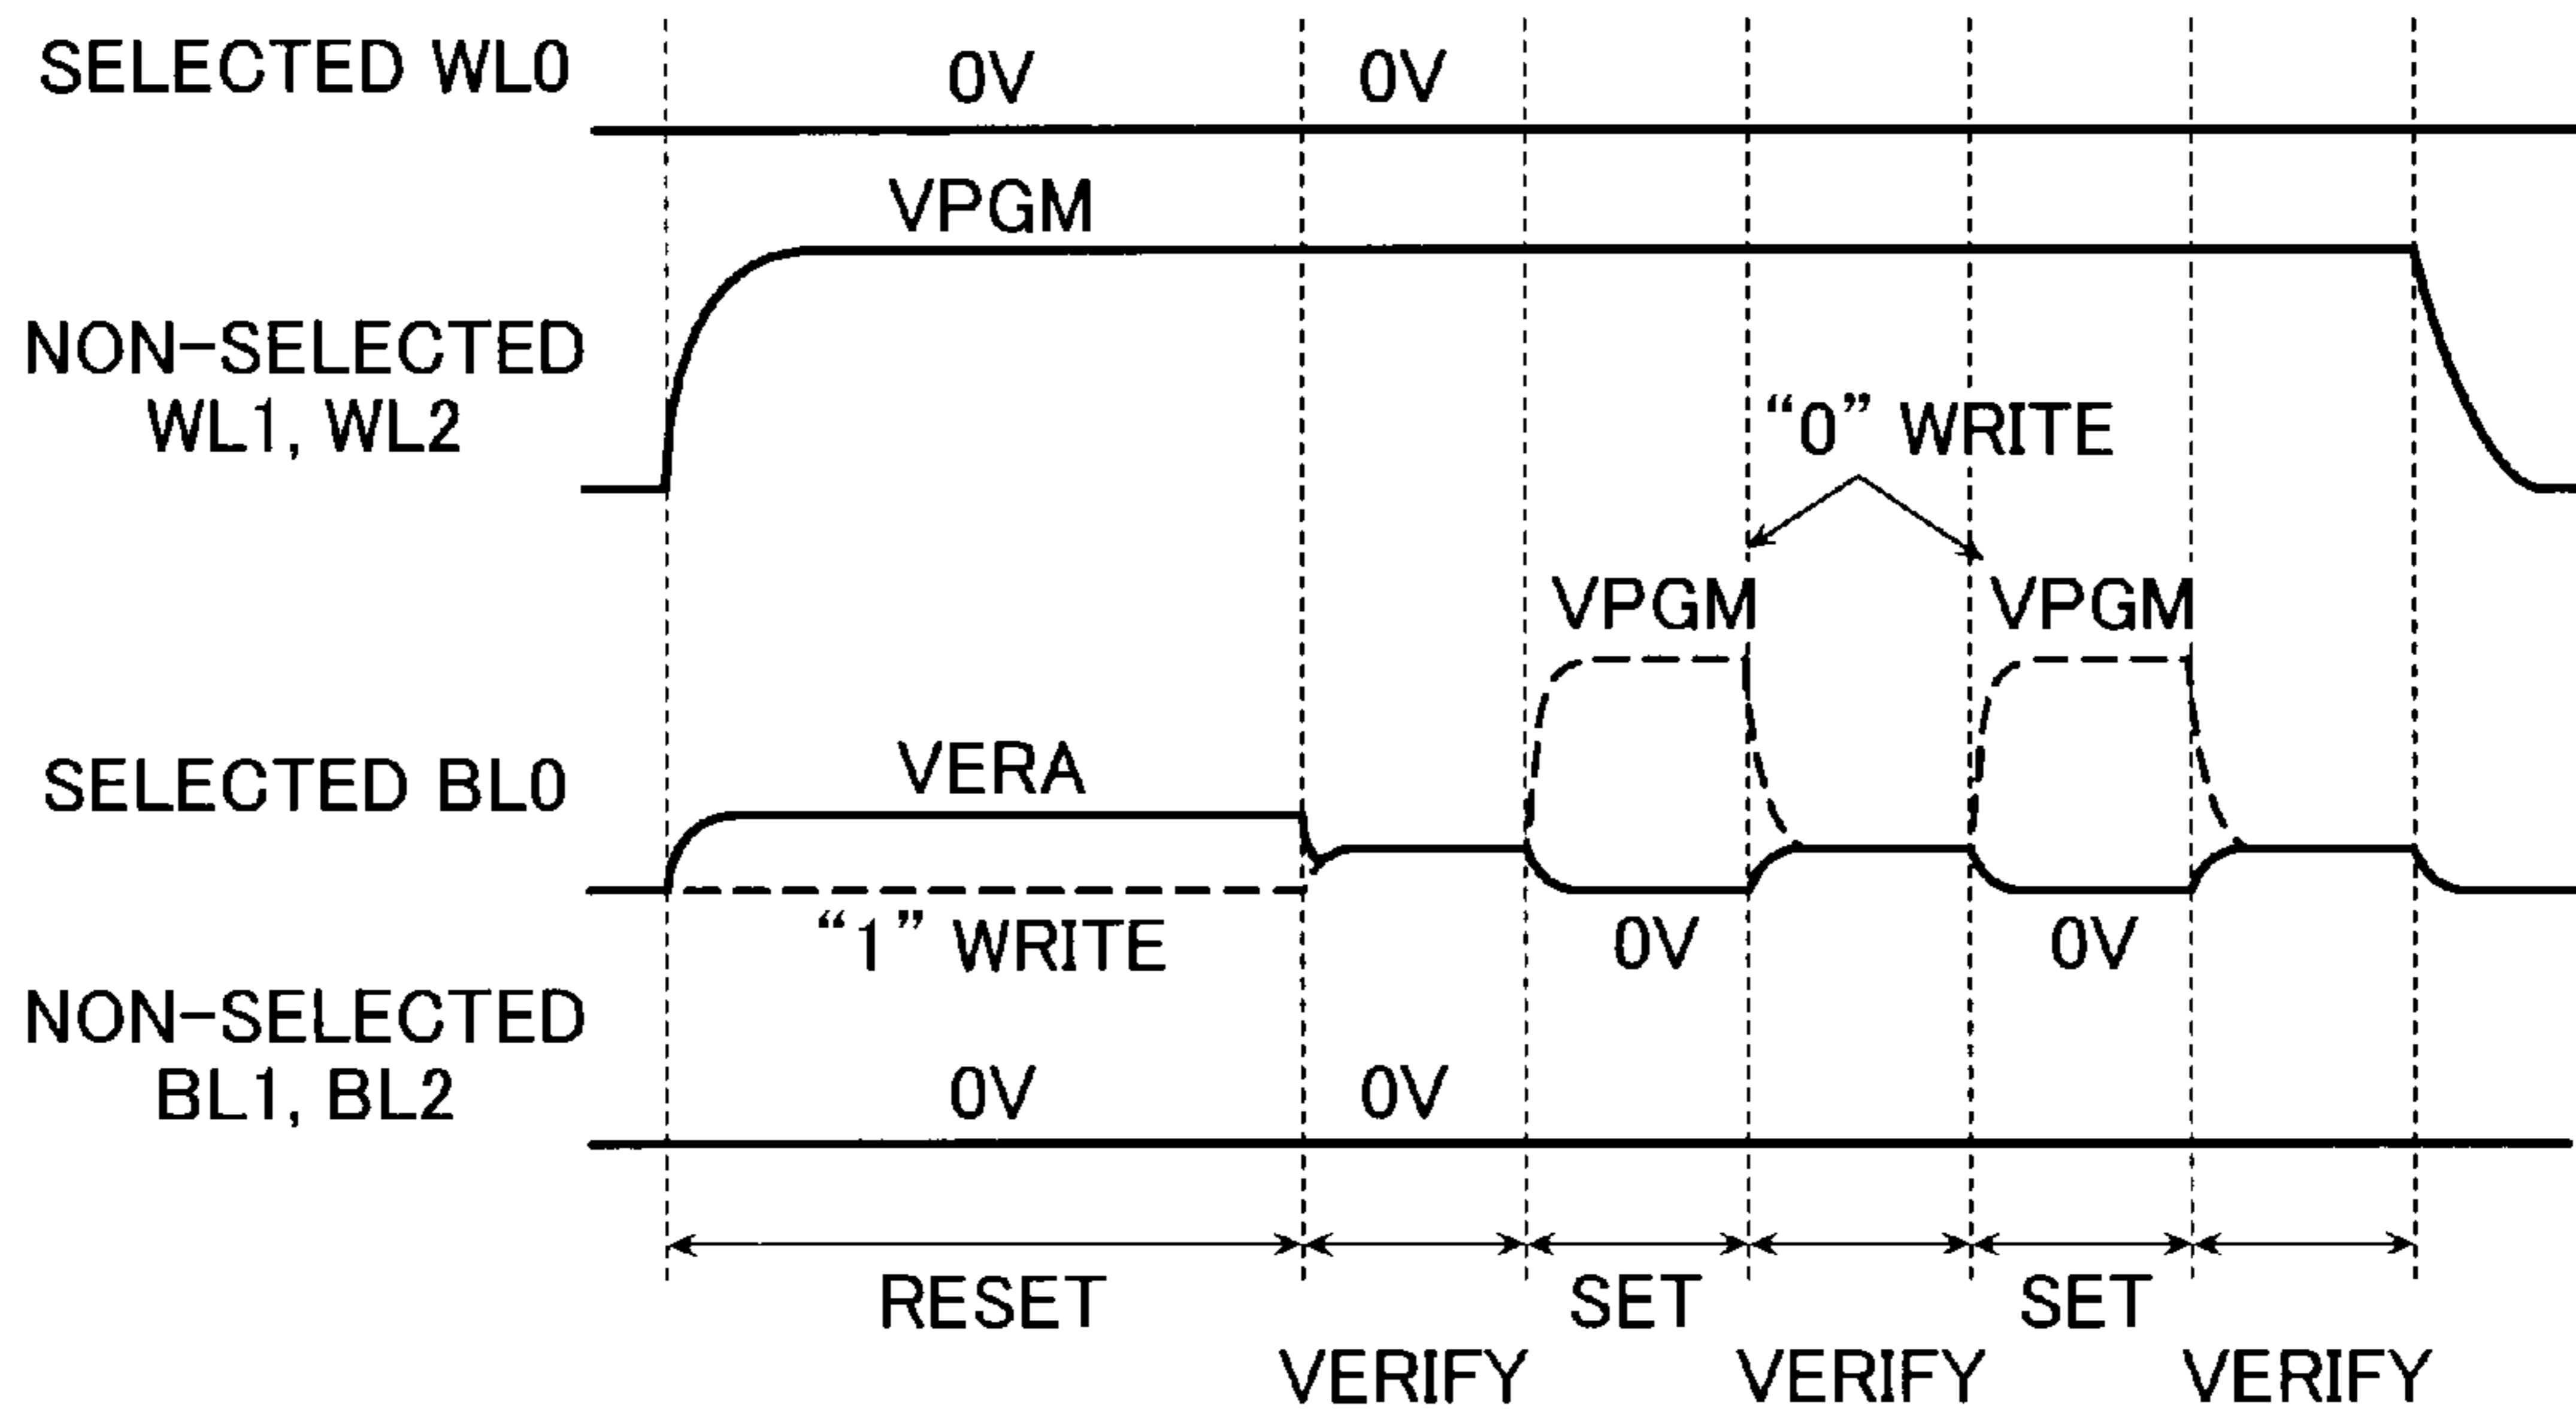 SELECTED WL0
0V
0V
VPGM
NON-SELECTED
WL1, WL2
“0” WRITE
VPGM
VPGM
SELECTED BL0
VERA
“1” WRITE
0V
0V
NON-SELECTED
BL1, BL2
0V
0V
RESET
SET
SET
VERIFY
VERIFY
VERIFY